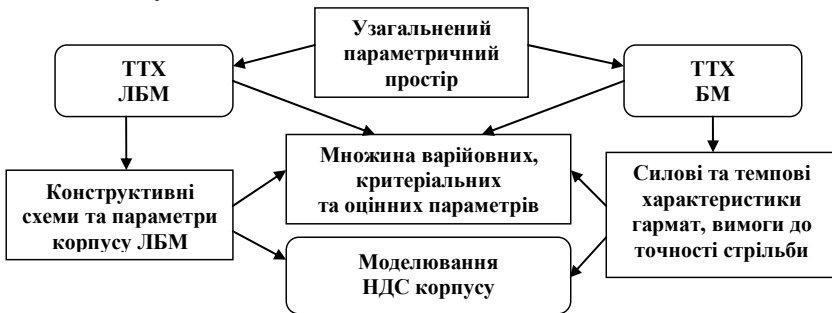 Узагальнений
параметричний
простір
ТТХ
ЛБМ
ТТХ
БМ
Множина варійовних,
критеріальних
та оцінних параметрів
Конструктивні
схеми та параметри
корпусу ЛБМ
Силові та темпові
характеристики
гармат, вимоги до
точності стрільби
Моделювання
НДС корпусу